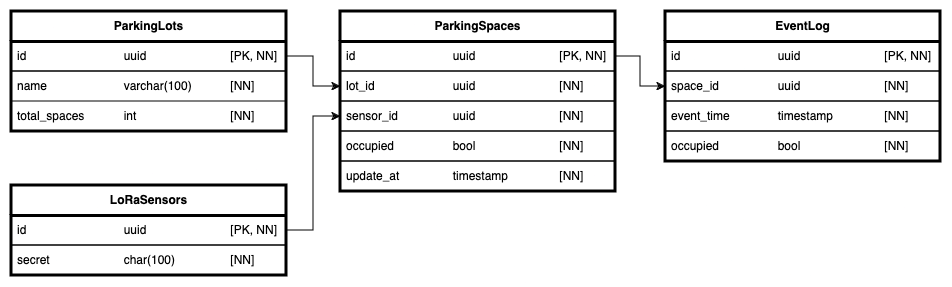 ParkingLots
id uuid [PK, NN]
name varchar(100) [NN]
total_spaces int [NN]
ParkingSpaces
id uuid [PK, NN]
lot_id uuid [NN]
sensor_id uuid [NN]
occupied bool [NN]
update_at timestamp [NN]
EventLog
id uuid [PK, NN]
space_id uuid [NN]
event_time timestamp [NN]
occupied bool [NN]
LoRaSensors
id uuid [PK, NN]
secret char(100) [NN]